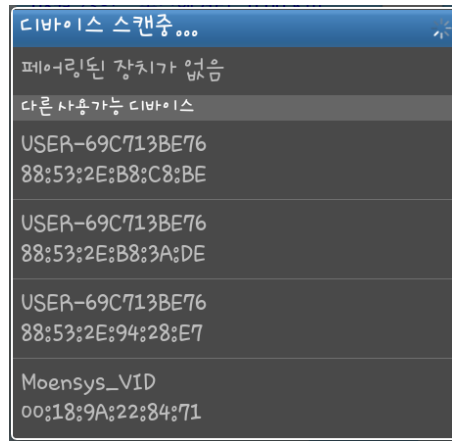 디바이스 스캔중...
페어링된 장치가 없음
다른 사용가능 디바이스
USER-69C713BE76
88:53:2E:B8:C8:BE
USER-69C713BE76
88:53:2E:B8:3A:DE
USER-69C713BE76
88:53:2E:94:28:E7
Moensys_VID
00:18:9A:22:84:71